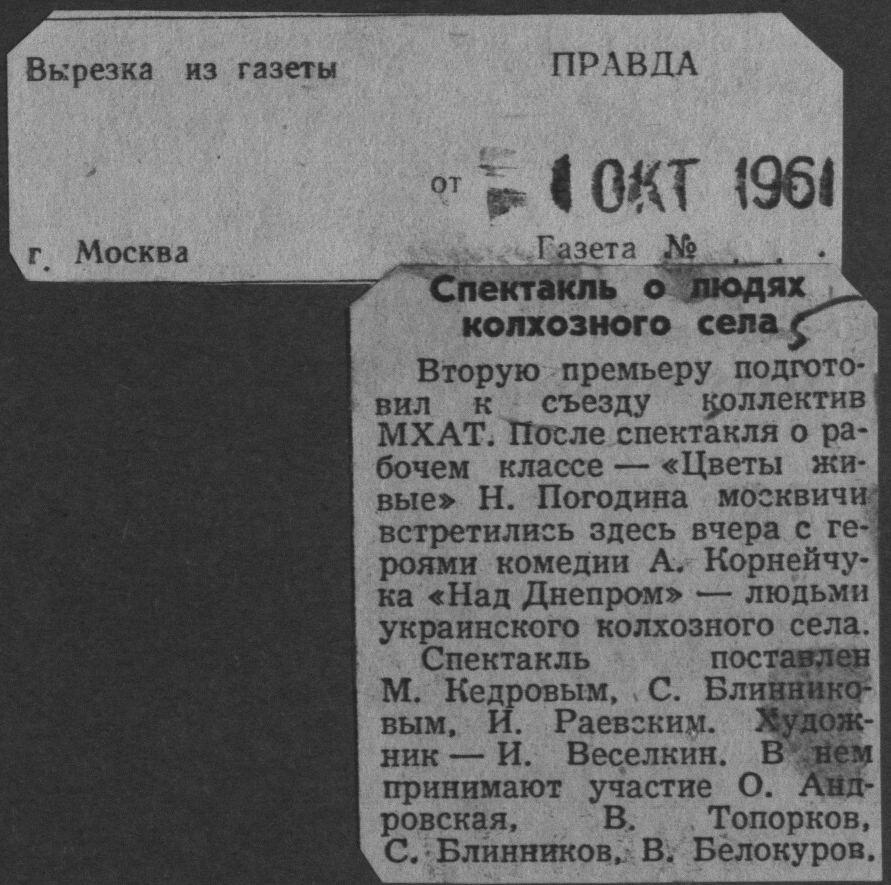 Вырезка из газеты ПРАВДА
от 1 ОКТ 1961
г. Москва Газета № . . .
Спектакль о людях
колхозного села
Вторую премьеру подгото-
вил к съезду коллектив
МХАТ. После спектакля о ра-
бочем классе — «Цветы жи-
вые» Н. Погодина москвичи
встретились здесь вчера с ге-
роями комедии А. Корнейчу-
ка «Над Днепром» — людьми
украинского колхозного села.
Спектакль поставлен
М. Кедровым, С. Блиннико-
вым, И. Раевским. Худож-
ник — И. Веселкин. В нем
принимают участие О. Анд-
ровская, В. Топорков,
С. Блинников, В. Белокуров.